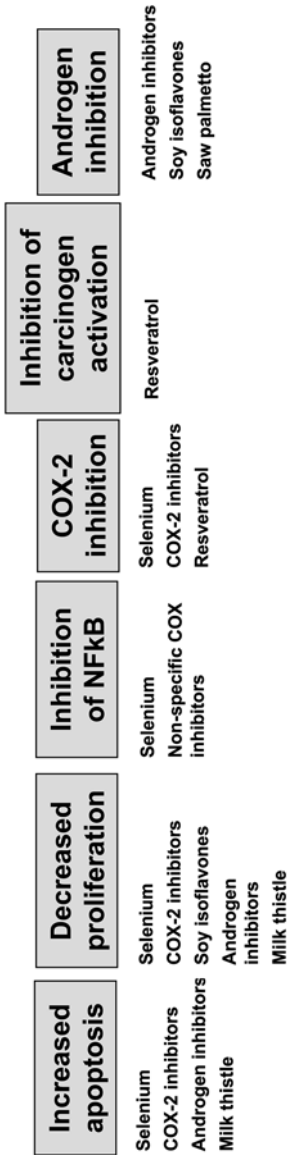 Increased
apoptosis
Selenium
COX-2 inhibitors
Androgen inhibitors
Milk thistle
Decreased
proliferation
Selenium
COX-2 inhibitors
Soy isoflavones
Androgen
inhibitors
Milk thistle
Inhibition
of NFkB
Selenium
Non-specific COX
inhibitors
COX-2
inhibition
Selenium
COX-2 inhibitors
Resveratrol
Inhibition of
carcinogen
activation
Resveratrol
Androgen
inhibition
Androgen inhibitors
Soy isoflavones
Saw palmetto